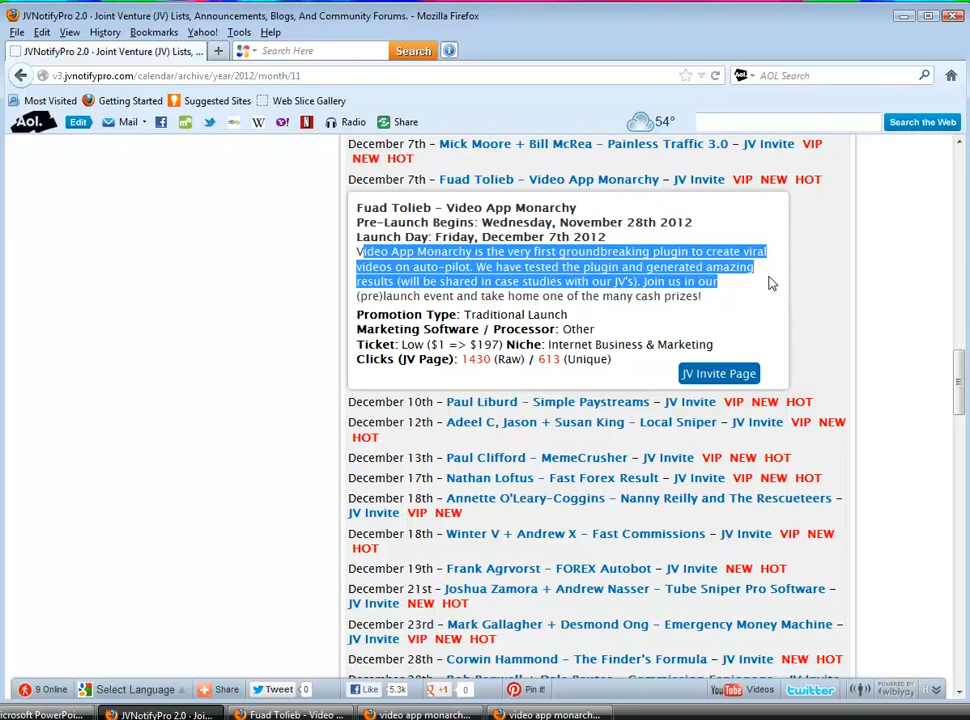 JVNotifyPro 2.0 - Joint Venture (JV) Lists, Announcements, Blogs, And Community Forums. - Mozilla Firefox
File Edit View History Bookmarks Yahoo! Tools Help
JVNotifyPro 2.0 - Joint Venture (JV) Lists, ...
Search Here
Search
v3.jvnotifypro.com/calendar/archive/year/2012/month/11
AOL Search
Most Visited Getting Started Suggested Sites Web Slice Gallery
Aol. Edit Mail Radio Share 54° Search the Web
December 7th - Mick Moore + Bill McRea - Painless Traffic 3.0 - JV Invite VIP
NEW HOT
December 7th - Fuad Tolieb - Video App Monarchy - JV Invite VIP NEW HOT
Fuad Tolieb - Video App Monarchy
Pre-Launch Begins: Wednesday, November 28th 2012
Launch Day: Friday, December 7th 2012
Video App Monarchy is the very first groundbreaking plugin to create viral
videos on auto-pilot. We have tested the plugin and generated amazing
results (will be shared in case studies with our JV's). Join us in our
(pre)launch event and take home one of the many cash prizes!
Promotion Type: Traditional Launch
Marketing Software / Processor: Other
Ticket: Low ($1 => $197) Niche: Internet Business & Marketing
Clicks (JV Page): 1430 (Raw) / 613 (Unique)
JV Invite Page
December 10th - Paul Liburd - Simple Paystreams - JV Invite VIP NEW HOT
December 12th - Adeel C, Jason + Susan King - Local Sniper - JV Invite VIP NEW
HOT
December 13th - Paul Clifford - MemeCrusher - JV Invite VIP NEW HOT
December 17th - Nathan Loftus - Fast Forex Result - JV Invite VIP NEW HOT
December 18th - Annette O'Leary-Coggins - Nanny Reilly and The Rescueteers -
JV Invite VIP NEW
December 18th - Winter V + Andrew X - Fast Commissions - JV Invite VIP NEW
HOT
December 19th - Frank Agrvorst - FOREX Autobot - JV Invite NEW HOT
December 21st - Joshua Zamora + Andrew Nasser - Tube Sniper Pro Software -
JV Invite NEW HOT
December 23rd - Mark Gallagher + Desmond Ong - Emergency Money Machine -
JV Invite VIP NEW HOT
December 28th - Corwin Hammond - The Finder's Formula - JV Invite NEW HOT
9 Online Select Language Share Tweet 0 Like 5.3k +1 0 Pin it! YouTube Videos twitter POWERED BY wibiya
icrosoft PowerPoi... JVNotifyPro 2.0 - Joi... Fuad Tolieb - Video ... video app monarch... video app monarc...